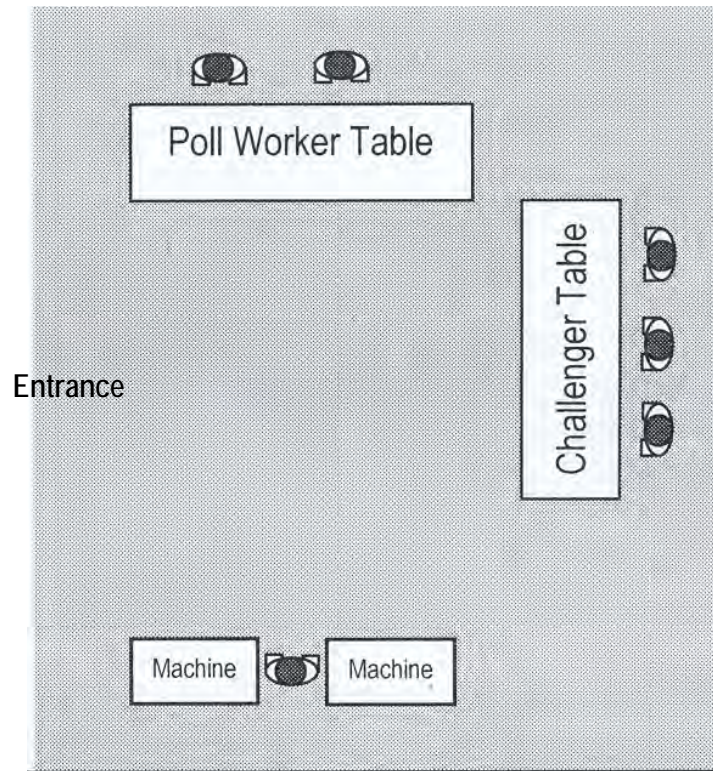 Poll Worker Table
Challenger Table
Entrance
Machine
Machine